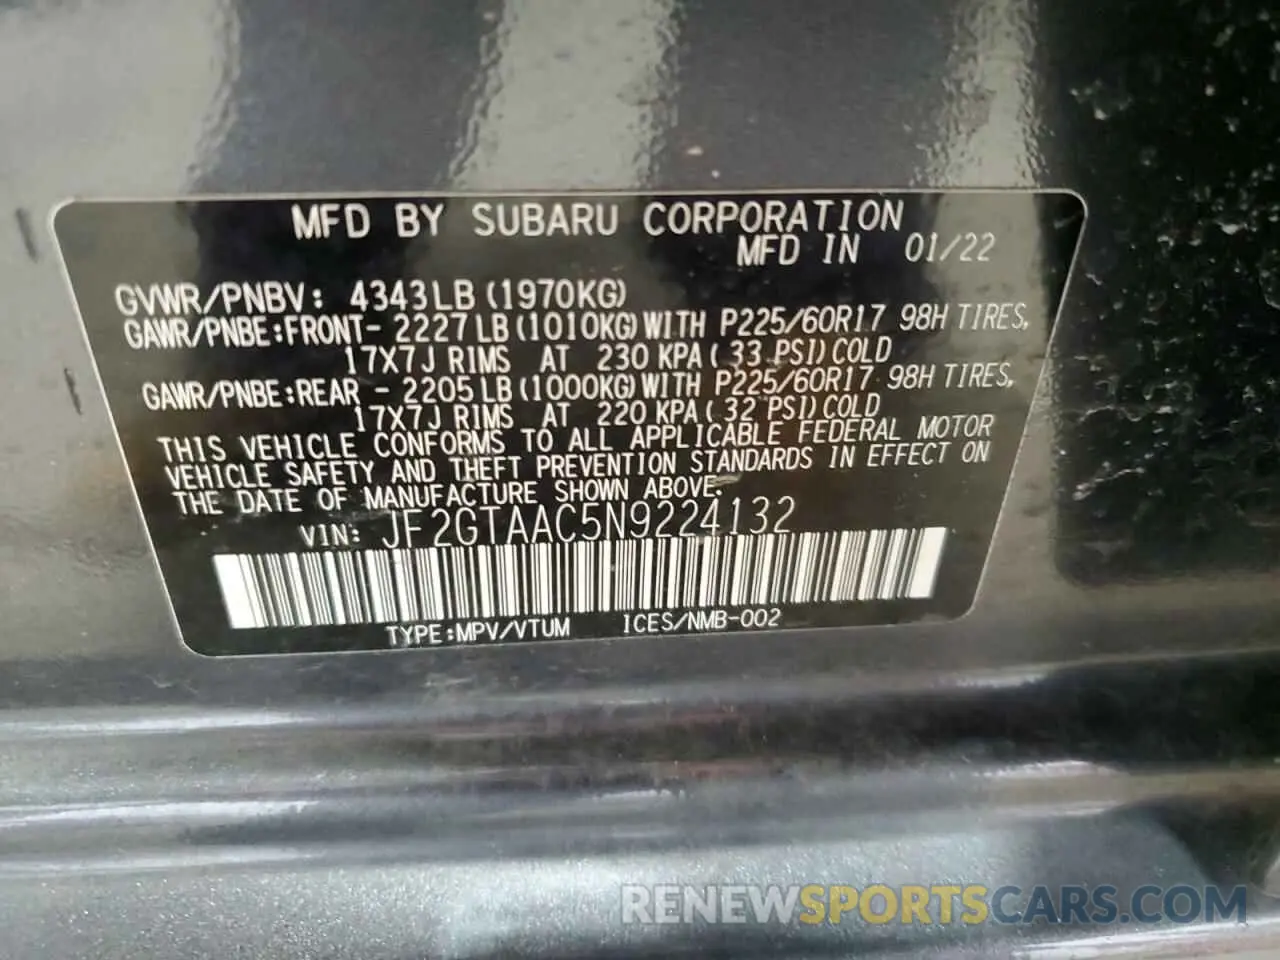 MFD BY SUBARU CORPORATION
MFD IN 01/22
GVWR/PNBV: 4343LB (1970KG)
GAWR/PNBE:FRONT- 2227LB (1010KG) WITH P225/60R17 98H TIRES,
17X7J RIMS AT 230 KPA ( 33 PSI) COLD
GAWR/PNBE:REAR - 2205LB (1000KG) WITH P225/60R17 98H TIRES,
17X7J RIMS AT 220 KPA ( 32 PSI) COLD
THIS VEHICLE CONFORMS TO ALL APPLICABLE FEDERAL MOTOR
VEHICLE SAFETY AND THEFT PREVENTION STANDARDS IN EFFECT ON
THE DATE OF MANUFACTURE SHOWN ABOVE.
VIN: JF2GTAAC5N9224132
TYPE:MPV/VTUM ICES/NMB-002
RENEWSPORTSCARS.COM